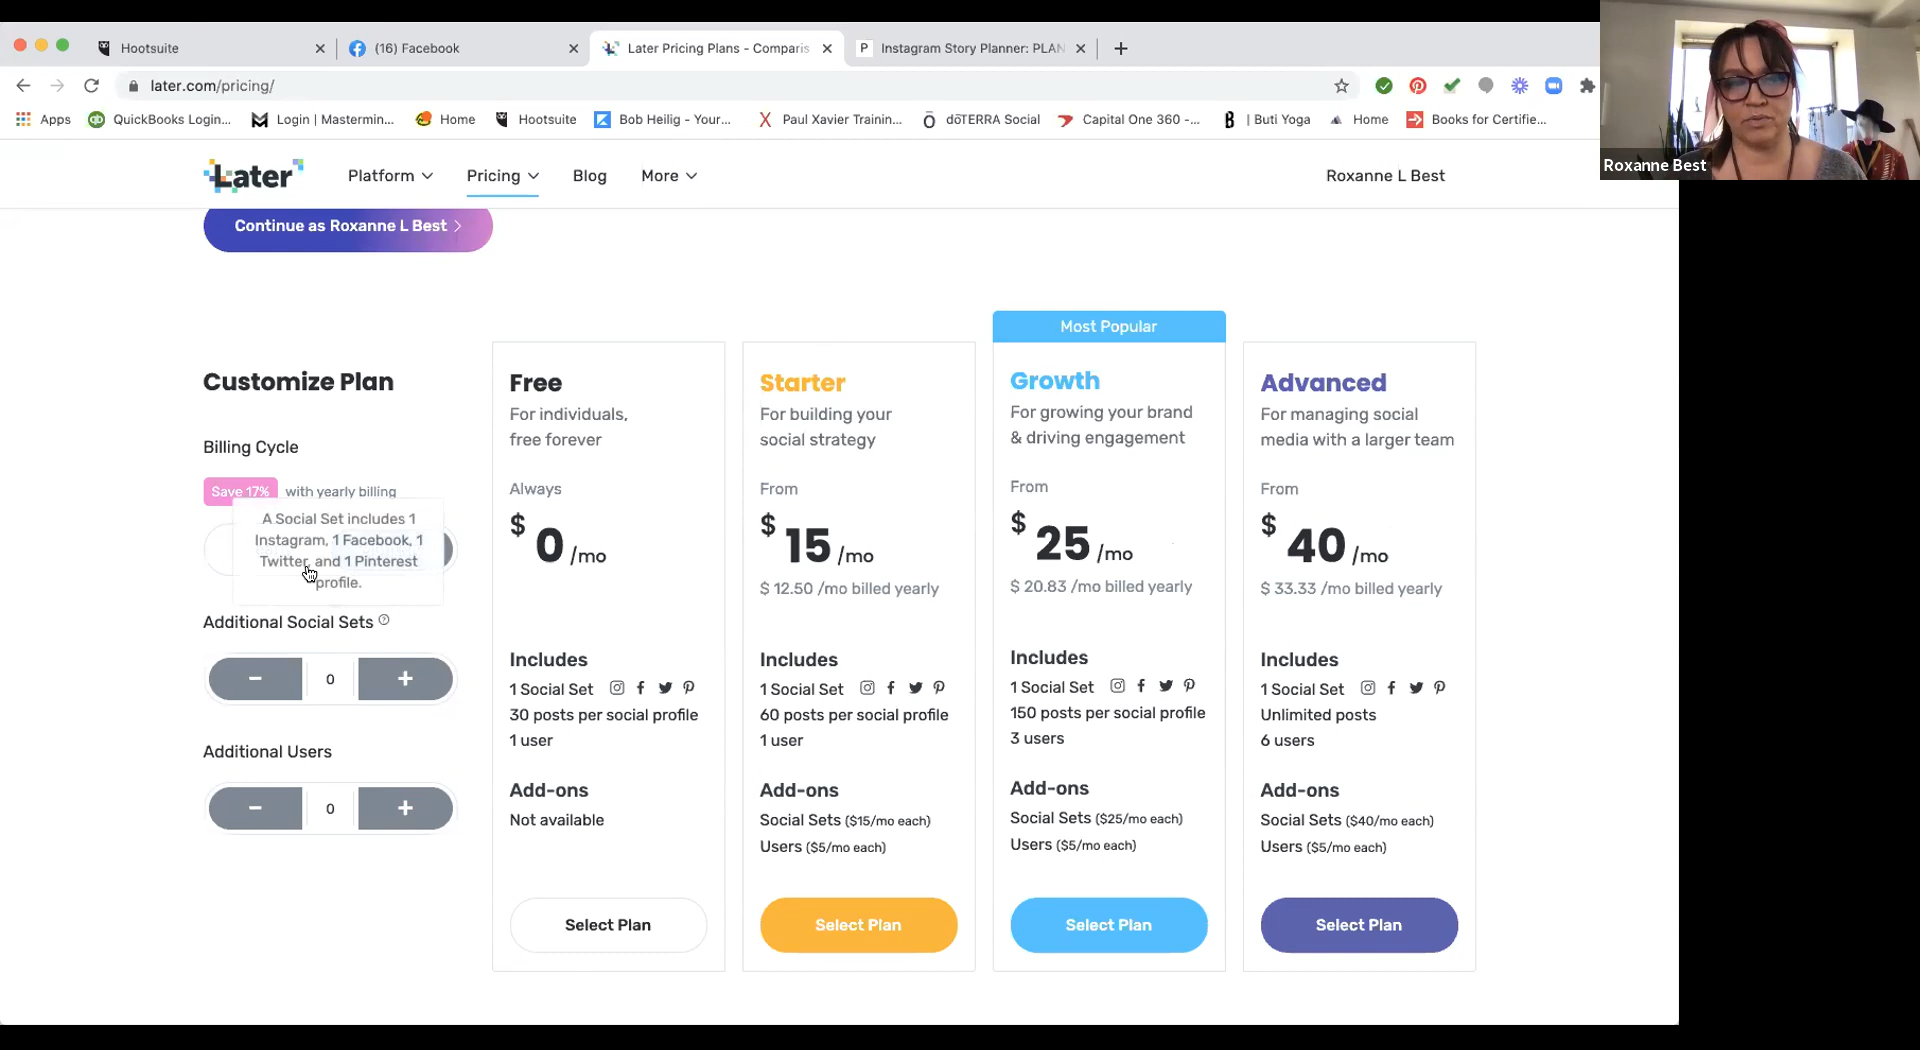 Hootsuite
(16) Facebook
Later Pricing Plans - Comparis
Instagram Story Planner: PLAN
later.com/pricing/
Apps
QuickBooks Login...
Login | Mastermin...
Home
Hootsuite
Bob Heilig - Your...
Paul Xavier Trainin...
dōTERRA Social
Capital One 360 -...
| Buti Yoga
Home
Books for Certifie...
Roxanne Best
Later
Platform
Pricing
Blog
More
Roxanne L Best
Continue as Roxanne L Best
Customize Plan
Billing Cycle
Save 17% with yearly billing
A Social Set includes 1
Instagram, 1 Facebook, 1
Twitter, and 1 Pinterest
profile.
Additional Social Sets
− 0 +
Additional Users
− 0 +
Free
For individuals,
free forever
Always
$ 0 /mo
Includes
1 Social Set
30 posts per social profile
1 user
Add-ons
Not available
Select Plan
Starter
For building your
social strategy
From
$ 15 /mo
$ 12.50 /mo billed yearly
Includes
1 Social Set
60 posts per social profile
1 user
Add-ons
Social Sets ($15/mo each)
Users ($5/mo each)
Select Plan
Most Popular
Growth
For growing your brand
& driving engagement
From
$ 25 /mo
$ 20.83 /mo billed yearly
Includes
1 Social Set
150 posts per social profile
3 users
Add-ons
Social Sets ($25/mo each)
Users ($5/mo each)
Select Plan
Advanced
For managing social
media with a larger team
From
$ 40 /mo
$ 33.33 /mo billed yearly
Includes
1 Social Set
Unlimited posts
6 users
Add-ons
Social Sets ($40/mo each)
Users ($5/mo each)
Select Plan